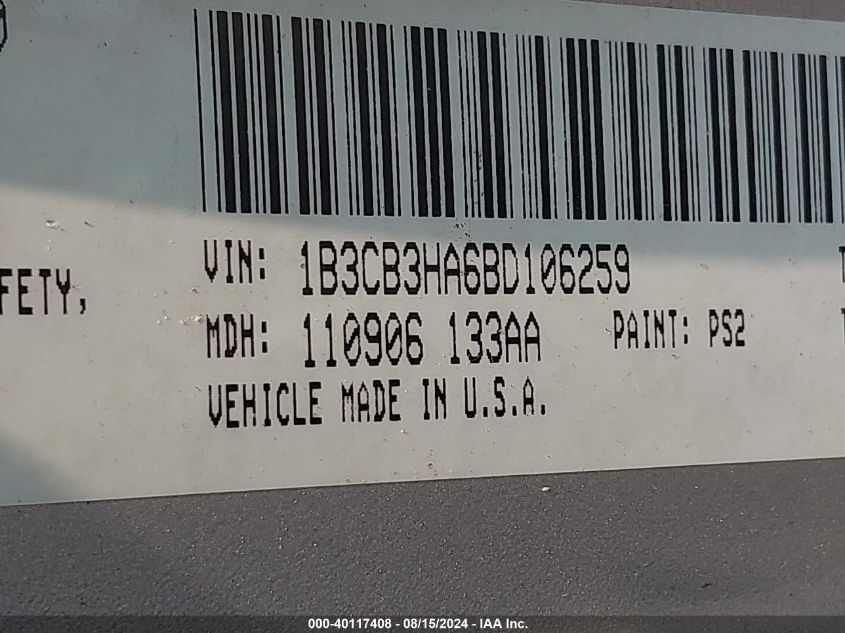 VIN: 1B3CB3HA6BD106259
FETY,
MDH: 110906 133AA PAINT: PS2
VEHICLE MADE IN U.S.A.
000-40117408 - 08/15/2024 - IAA Inc.